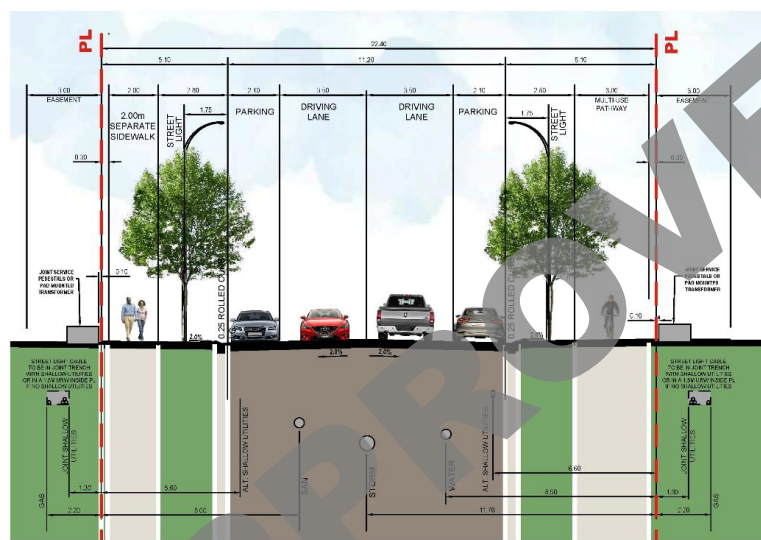 PL
PL
22.40
5.10
11.20
6.10
3.00
2.00
2.60
2.10
3.50
3.50
2.10
2.60
3.00
3.00
EASEMENT
2.00m
SEPARATE
SIDEWALK
1.75
STREET
LIGHT
PARKING
DRIVING
LANE
DRIVING
LANE
PARKING
1.75
STREET
LIGHT
MULTI-USE
PATHWAY
EASEMENT
0.30
0.30
JOINT SERVICE
PEDESTALS OR
PAD MOUNTED
TRANSFORMER
0.10
0.25 ROLLED
0.25 ROLLED
JOINT SERVICE
PEDESTALS OR
PAD MOUNTED
TRANSFORMER
0.10
2.0%
2.0%
2.0%
2.0%
STREET LIGHT CABLE
TO BE IN JOINT TRENCH
WITH SHALLOW UTILITIES
OR IN A 1.5M URW INSIDE PL
IF NO SHALLOW UTILITIES
STREET LIGHT CABLE
TO BE IN JOINT TRENCH
WITH SHALLOW UTILITIES
OR IN A 1.5M URW INSIDE PL
IF NO SHALLOW UTILITIES
JOINT SHALLOW
UTILITIES
GAS
ALT. SHALLOW UTILITIES
SAN
STORM
WATER
ALT. SHALLOW UTILITIES
JOINT SHALLOW
UTILITIES
GAS
6.60
1.30
5.60
8.50
1.30
2.20
8.00
11.70
2.20